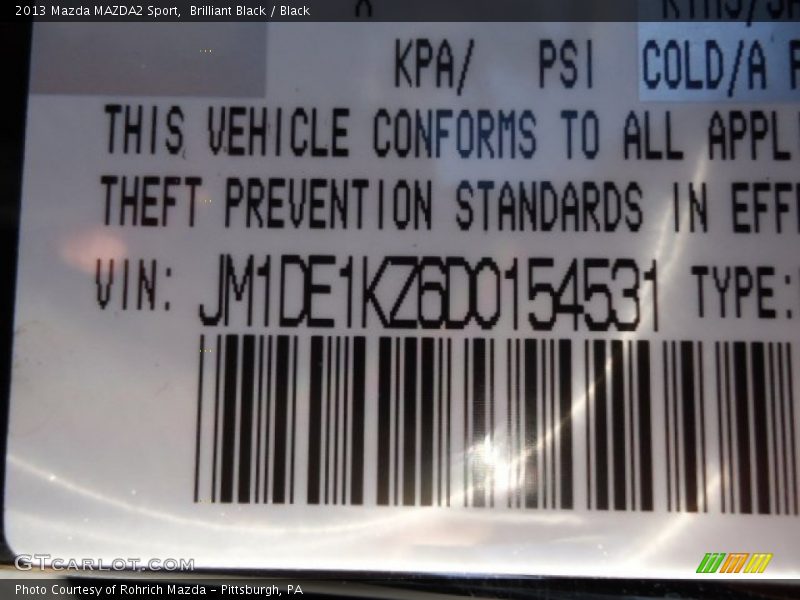 2013 Mazda MAZDA2 Sport, Brilliant Black / Black
KPA/ PSI COLD/A
THIS VEHICLE CONFORMS TO ALL APPL
THEFT PREVENTION STANDARDS IN EFF
VIN: JM1DE1KZ6D0154531 TYPE:
GTCARLOT.COM
Photo Courtesy of Rohrich Mazda - Pittsburgh, PA